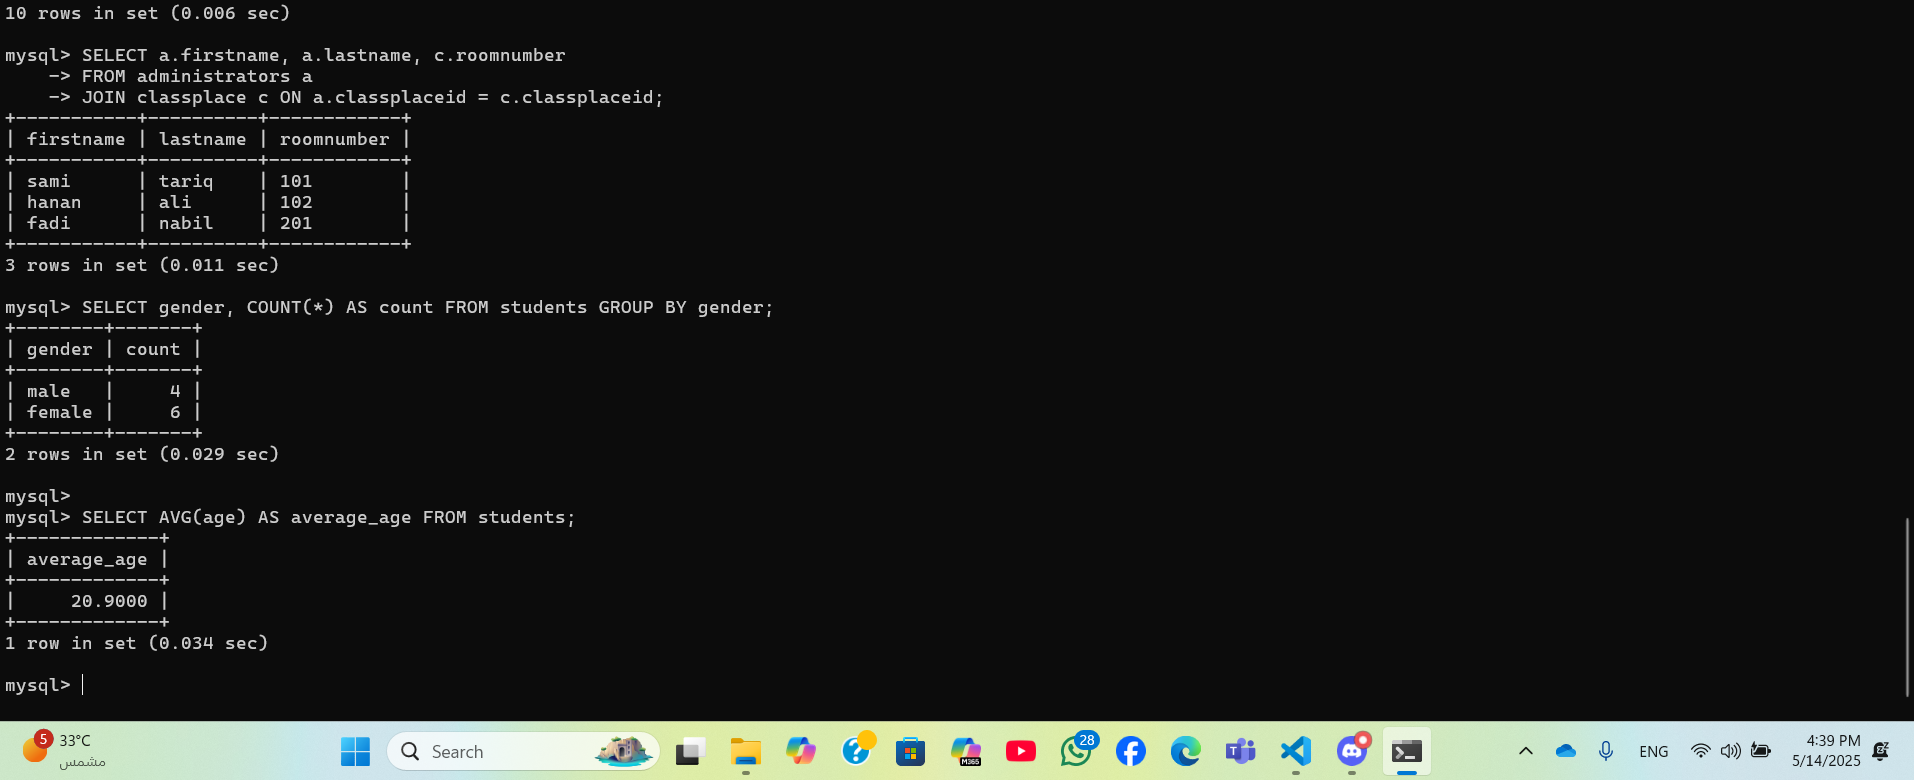 10 rows in set (0.006 sec)
mysql> SELECT a.firstname, a.lastname, c.roomnumber
    -> FROM administrators a
    -> JOIN classplace c ON a.classplaceid = c.classplaceid;
+-----------+----------+------------+
| firstname | lastname | roomnumber |
+-----------+----------+------------+
| sami      | tariq    | 101        |
| hanan     | ali      | 102        |
| fadi      | nabil    | 201        |
+-----------+----------+------------+
3 rows in set (0.011 sec)
mysql> SELECT gender, COUNT(*) AS count FROM students GROUP BY gender;
+--------+-------+
| gender | count |
+--------+-------+
| male   |     4 |
| female |     6 |
+--------+-------+
2 rows in set (0.029 sec)
mysql>
mysql> SELECT AVG(age) AS average_age FROM students;
+-------------+
| average_age |
+-------------+
|     20.9000 |
+-------------+
1 row in set (0.034 sec)
mysql>
5
33°C
مشمس
Search
M365
28
T
ENG
4:39 PM
5/14/2025